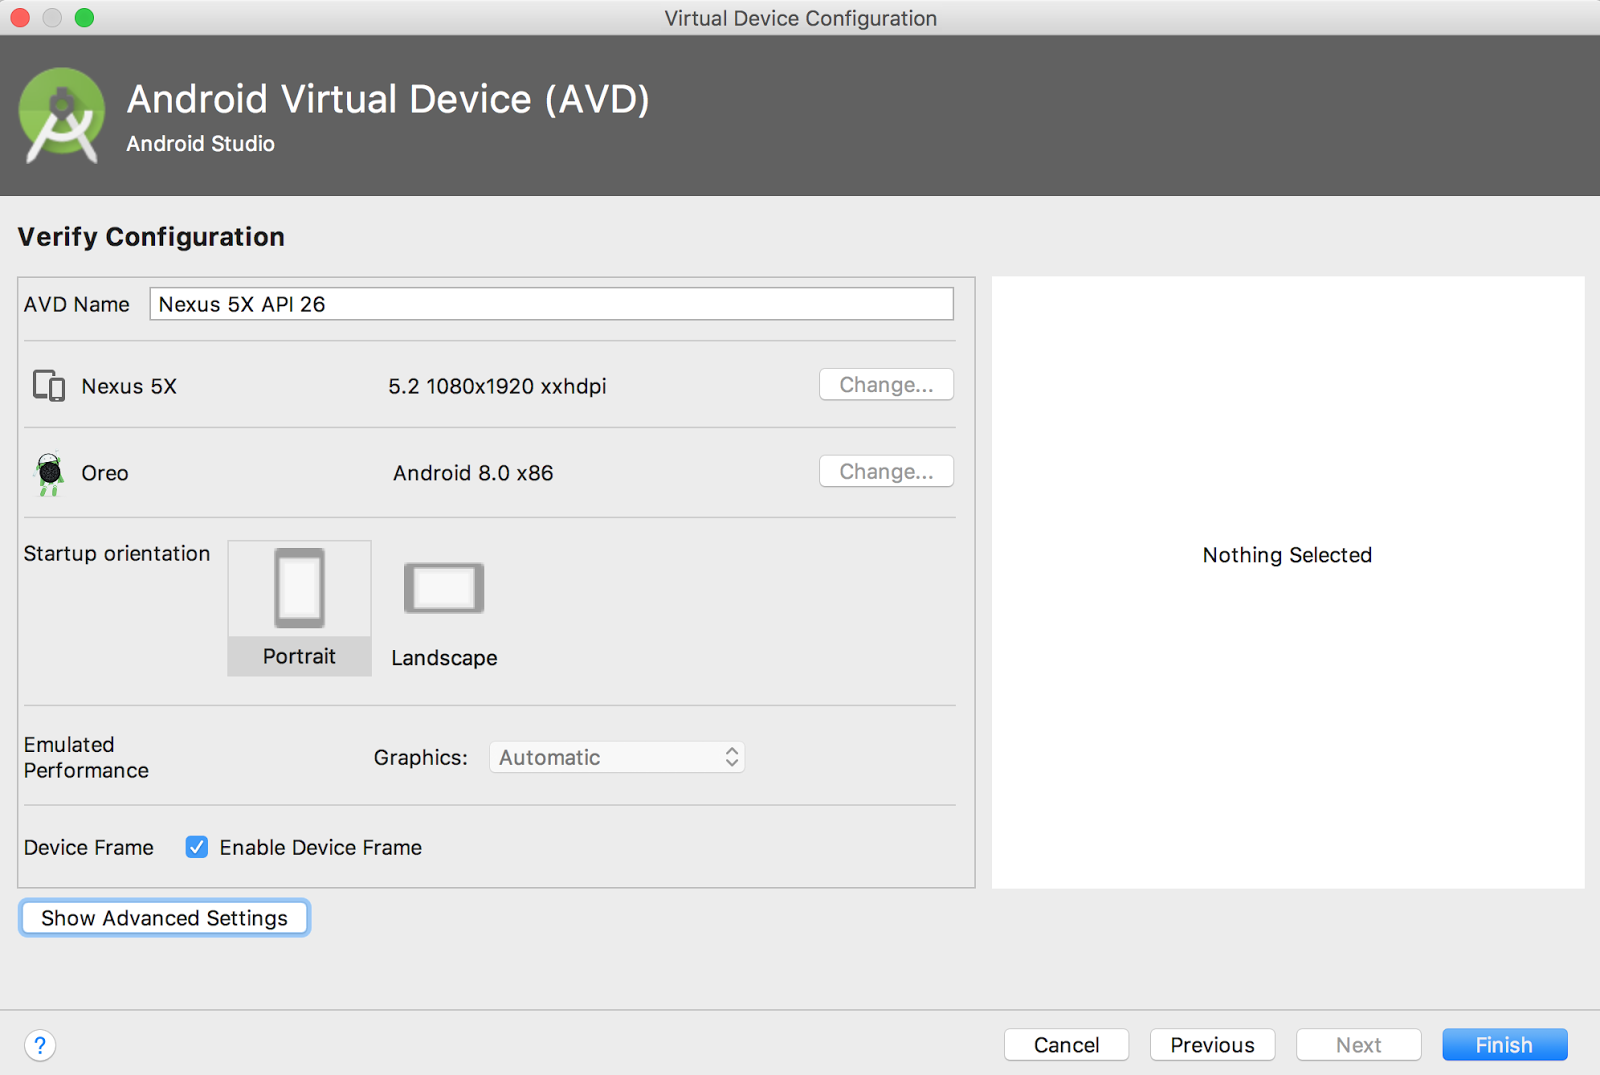 Virtual Device Configuration
Android Virtual Device (AVD)
Android Studio
Verify Configuration
AVD Name Nexus 5X API 26
Nexus 5X 5.2 1080x1920 xxhdpi Change...
Oreo Android 8.0 x86 Change...
Startup orientation
Portrait Landscape
Emulated
Performance
Graphics: Automatic
Device Frame Enable Device Frame
Nothing Selected
Show Advanced Settings
? Cancel Previous Next Finish